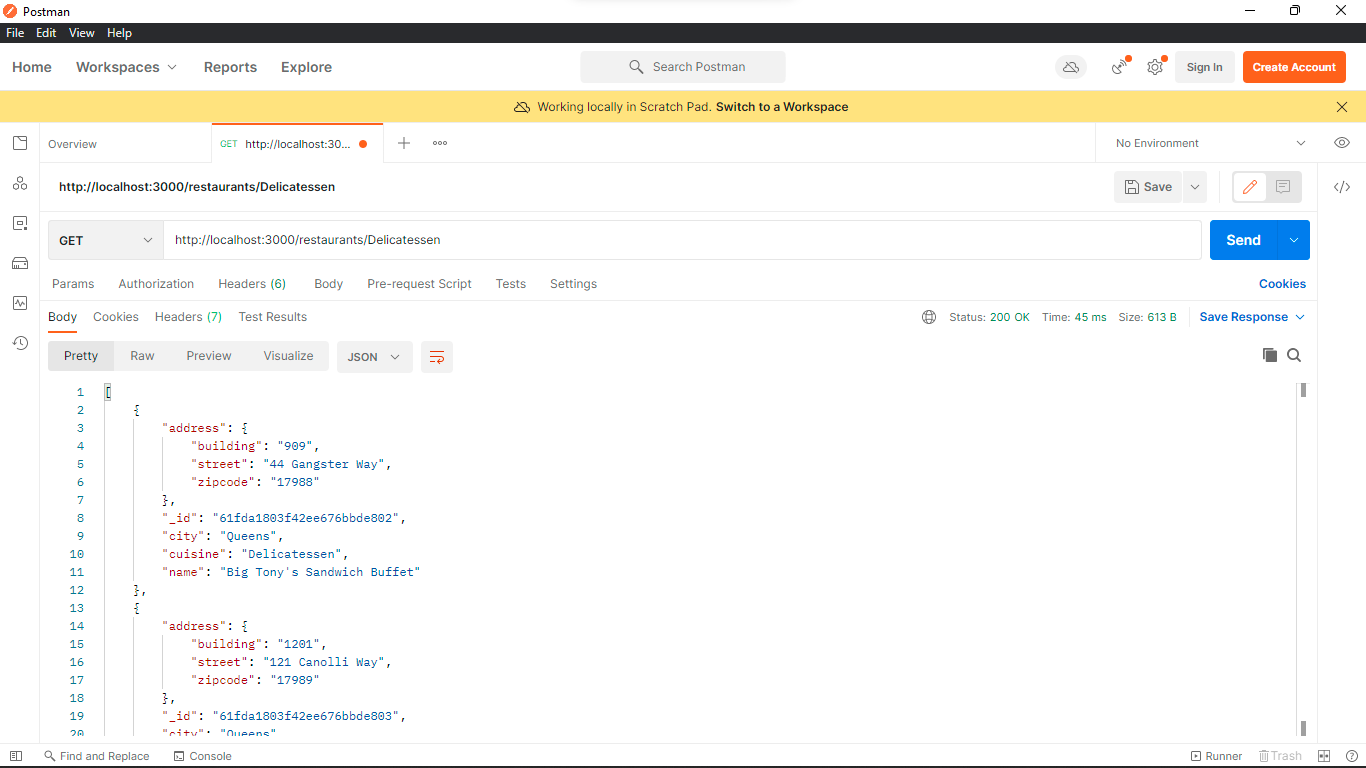 Postman
File Edit View Help
Home Workspaces Reports Explore Search Postman Sign In Create Account
Working locally in Scratch Pad. Switch to a Workspace
Overview GET http://localhost:30... No Environment
http://localhost:3000/restaurants/Delicatessen Save
GET http://localhost:3000/restaurants/Delicatessen Send
Params Authorization Headers (6) Body Pre-request Script Tests Settings Cookies
Body Cookies Headers (7) Test Results Status: 200 OK Time: 45 ms Size: 613 B Save Response
Pretty Raw Preview Visualize JSON
1 [
2 {
3 "address": {
4 "building": "909",
5 "street": "44 Gangster Way",
6 "zipcode": "17988"
7 },
8 "_id": "61fda1803f42ee676bbde802",
9 "city": "Queens",
10 "cuisine": "Delicatessen",
11 "name": "Big Tony's Sandwich Buffet"
12 },
13 {
14 "address": {
15 "building": "1201",
16 "street": "121 Canolli Way",
17 "zipcode": "17989"
18 },
19 "_id": "61fda1803f42ee676bbde803",
20 "city": "Queens"
Find and Replace Console Runner Trash